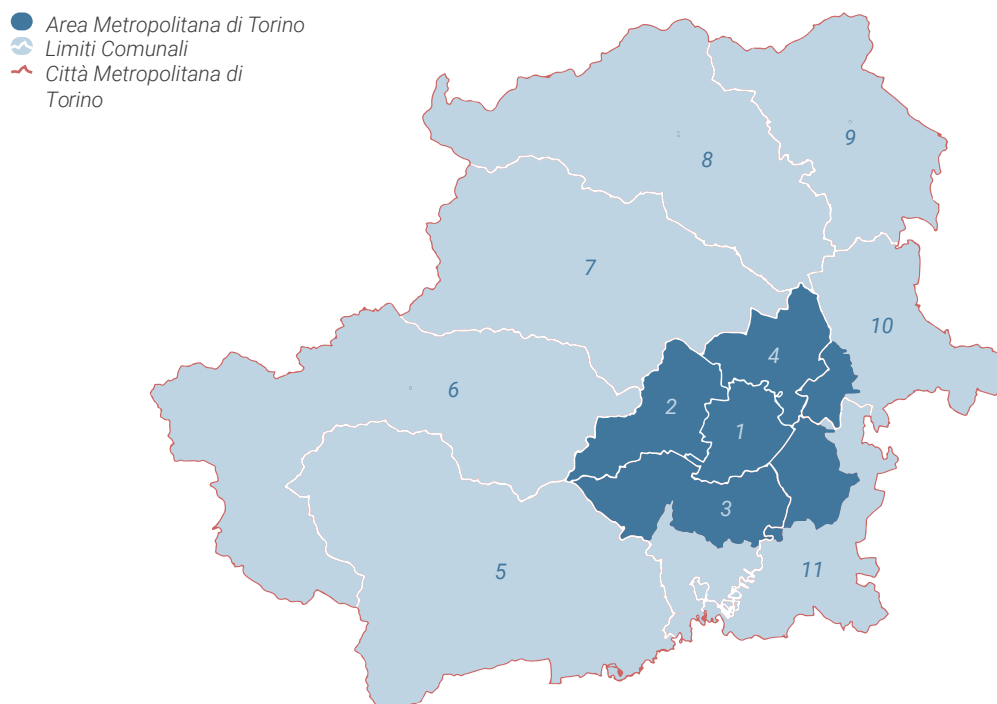 Area Metropolitana di Torino
Limiti Comunali
Città Metropolitana di
Torino
9
8
7
10
4
6
2
1
3
5
11